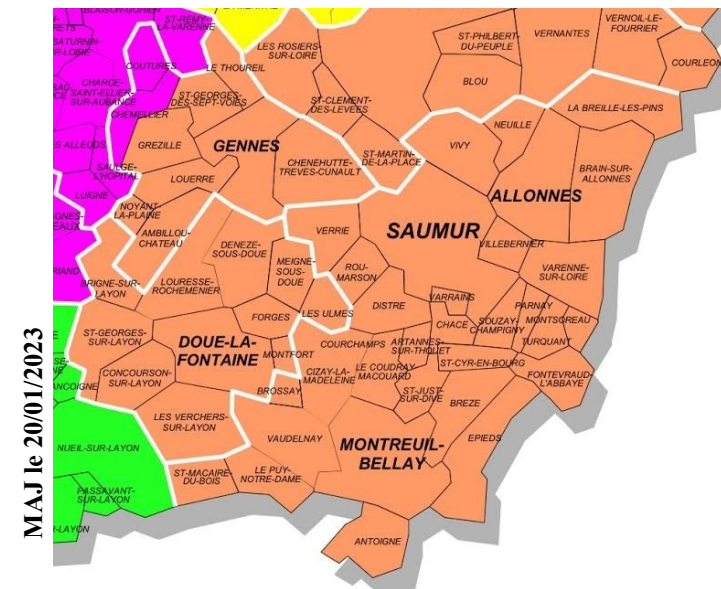 ST-REMY-
LA-VARENNE
VERNOIL-LE-
FOURRIER
VERNANTES
ST-PHILBERT-
DU-PEUPLE
COURLEON
LES ROSIERS-
SUR-LOIRE
BLOU
LE THOUREIL
COUTURES
CHARCE-
SAINT-ELLIER-
SUR-AUBANCE
CHEMELLIER
ST-GEORGES-
DES-SEPT-VOIES
ST-CLEMENT-
DES-LEVEES
LA BREILLE-LES-PINS
NEUILLE
VIVY
GREZILLE
GENNES
S ALLEUDS
CHENEHUTTE-
TREVES-CUNAULT
ST-MARTIN-
DE-LA-PLACE
BRAIN-SUR-
ALLONNES
SAULGE-
L'HOPITAL
LOUERRE
LUIGNE
ALLONNES
NOYANT-
LA-PLAINE
AMBILLOU-
CHATEAU
VERRIE
SAUMUR
VILLEBERNIER
DENEZE-
SOUS-DOUE
MEIGNE-
SOUS-
DOUE
ROU-
MARSON
VARENNE-
SUR-LOIRE
BRIGNE-SUR-
LAYON
LOURESSE-
ROCHEMENIER
VARRAINS
DISTRE
PARNAY
MONTSOREAU
FORGES
LES ULMES
CHACE
SOUZAY-
CHAMPIGNY
TURQUANT
ST-GEORGES-
SUR-LAYON
DOUE-LA-
FONTAINE
MONTFORT
COURCHAMPS
ARTANNES-
SUR-THOUET
ST-CYR-EN-BOURG
CONCOURSON-
SUR-LAYON
CIZAY-LA-
MADELEINE
LE COUDRAY-
MACOUARD
FONTEVRAUD-
L'ABBAYE
ANCOIGNE
BROSSAY
ST-JUST-
SUR-DIVE
BREZE
LES VERCHERS-
SUR-LAYON
VAUDELNAY
MONTREUIL-
BELLAY
EPIEDS
NUEIL-SUR-LAYON
ST-MACAIRE-
DU-BOIS
LE PUY-
NOTRE-DAME
PASSAVANT-
SUR-LAYON
R-LAYON
ANTOIGNE
MAJ le 20/01/2023